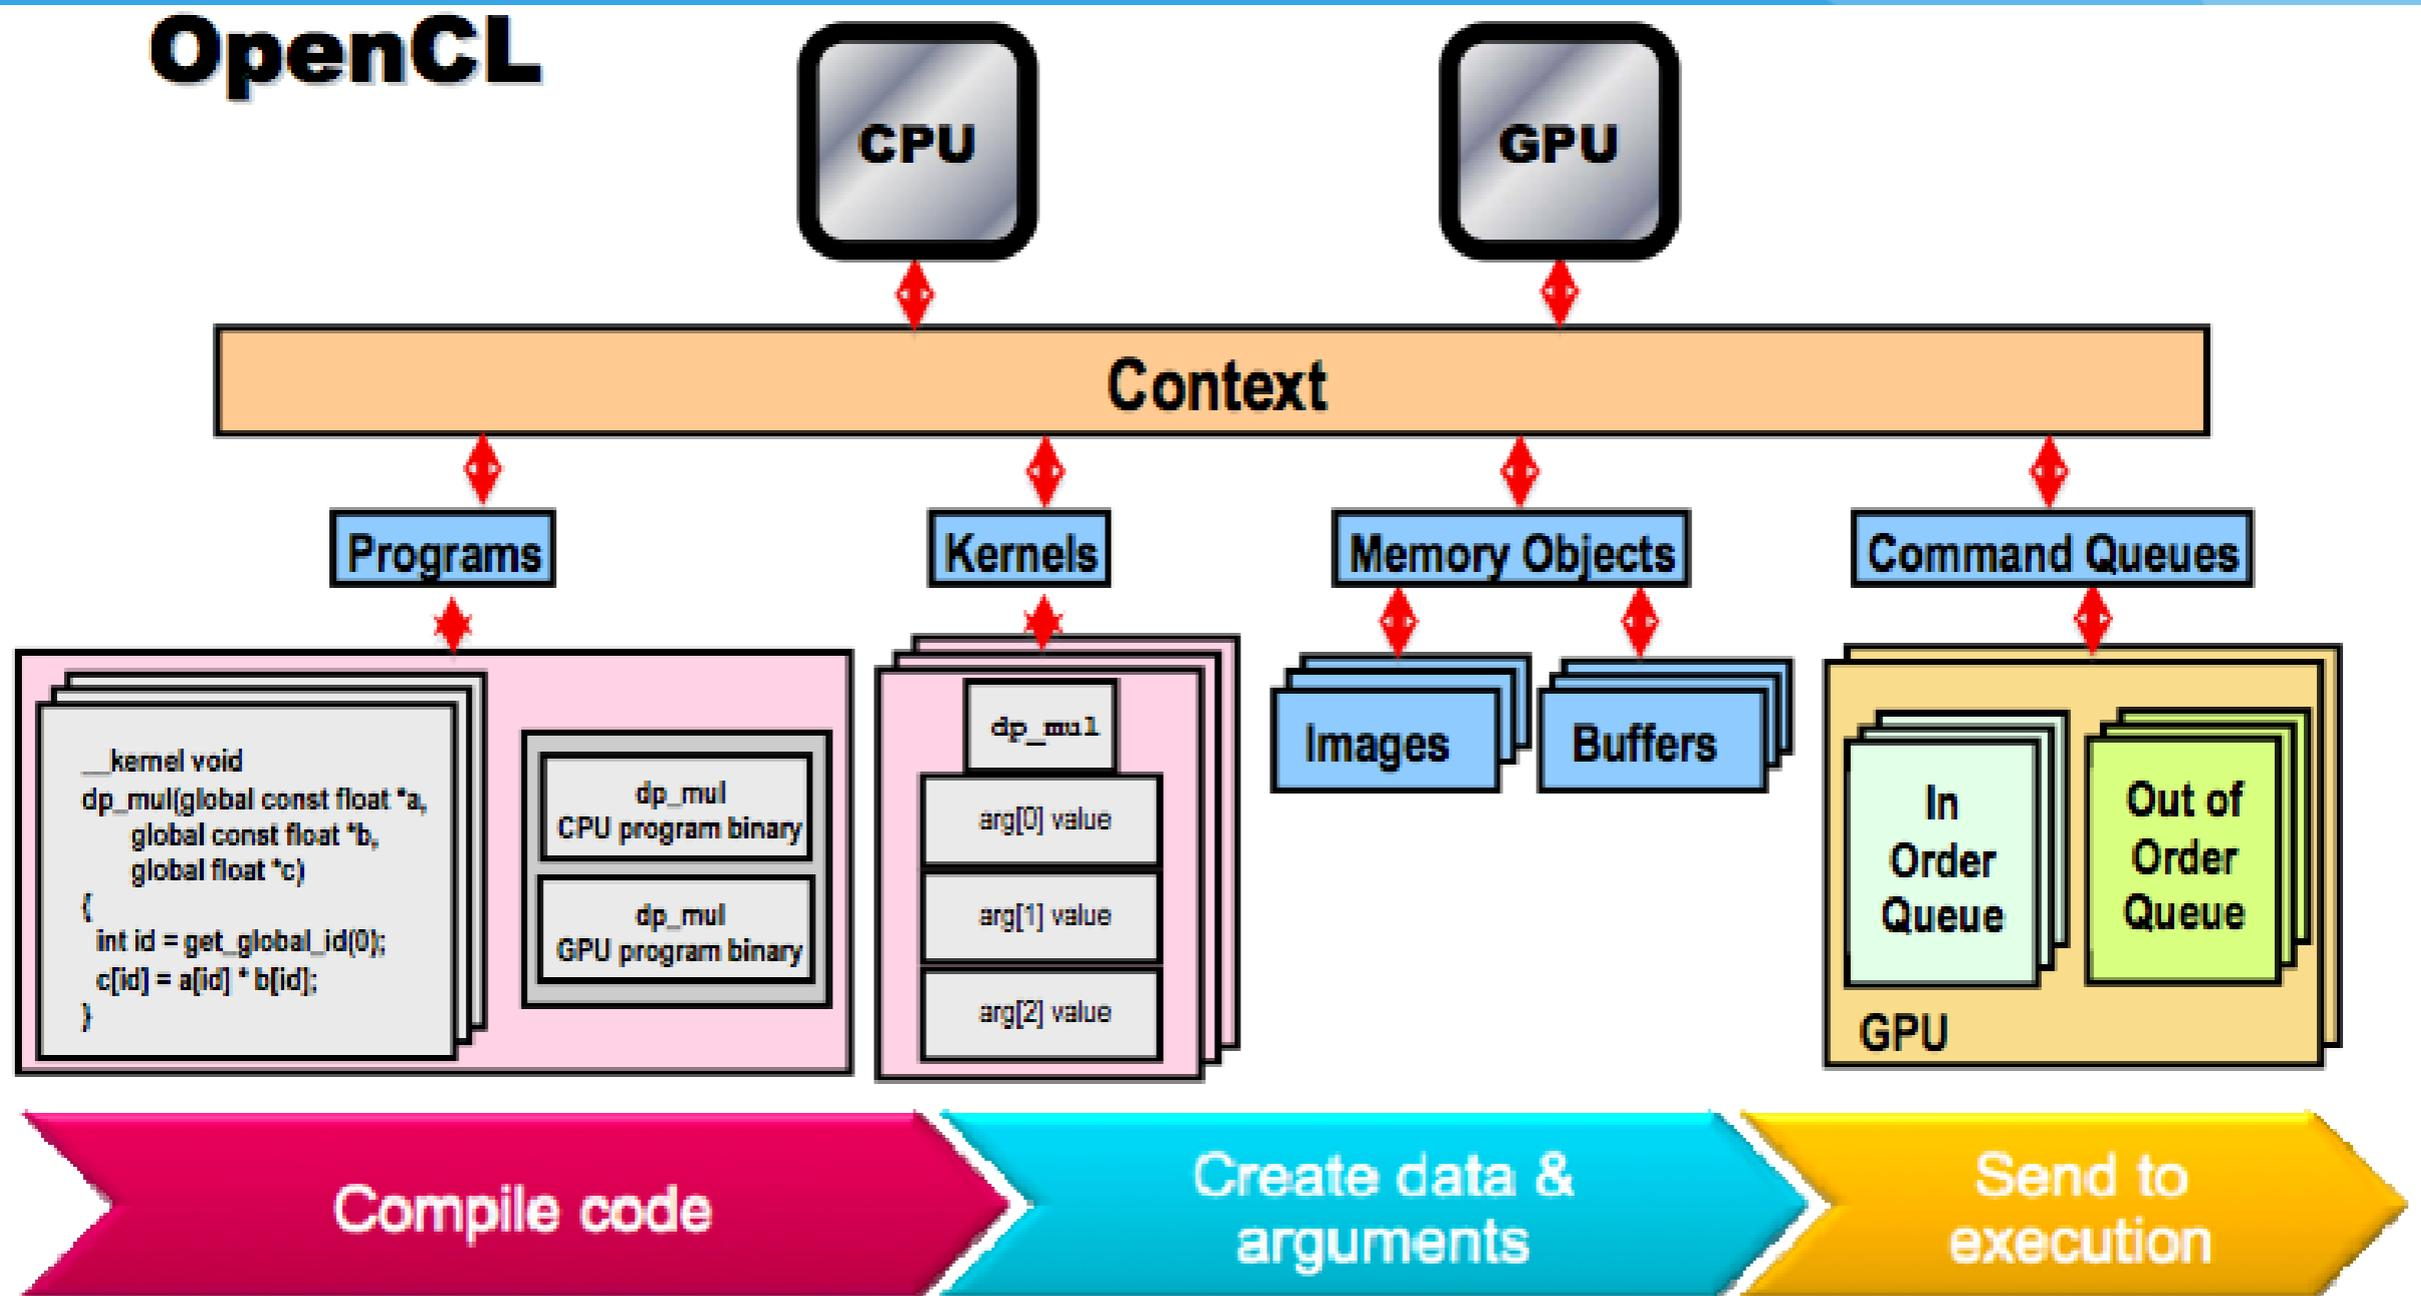 OpenCL
CPU
GPU
Context
Programs
Kernels
Memory Objects
Command Queues
__kernel void
dp_mul(global const float *a,
global const float *b,
global float *c)
{
int id = get_global_id(0);
c[id] = a[id] * b[id];
}
dp_mul
CPU program binary
dp_mul
GPU program binary
dp_mul
arg[0] value
arg[1] value
arg[2] value
Images
Buffers
In
Order
Queue
Out of
Order
Queue
GPU
Compile code
Create data &
arguments
Send to
execution